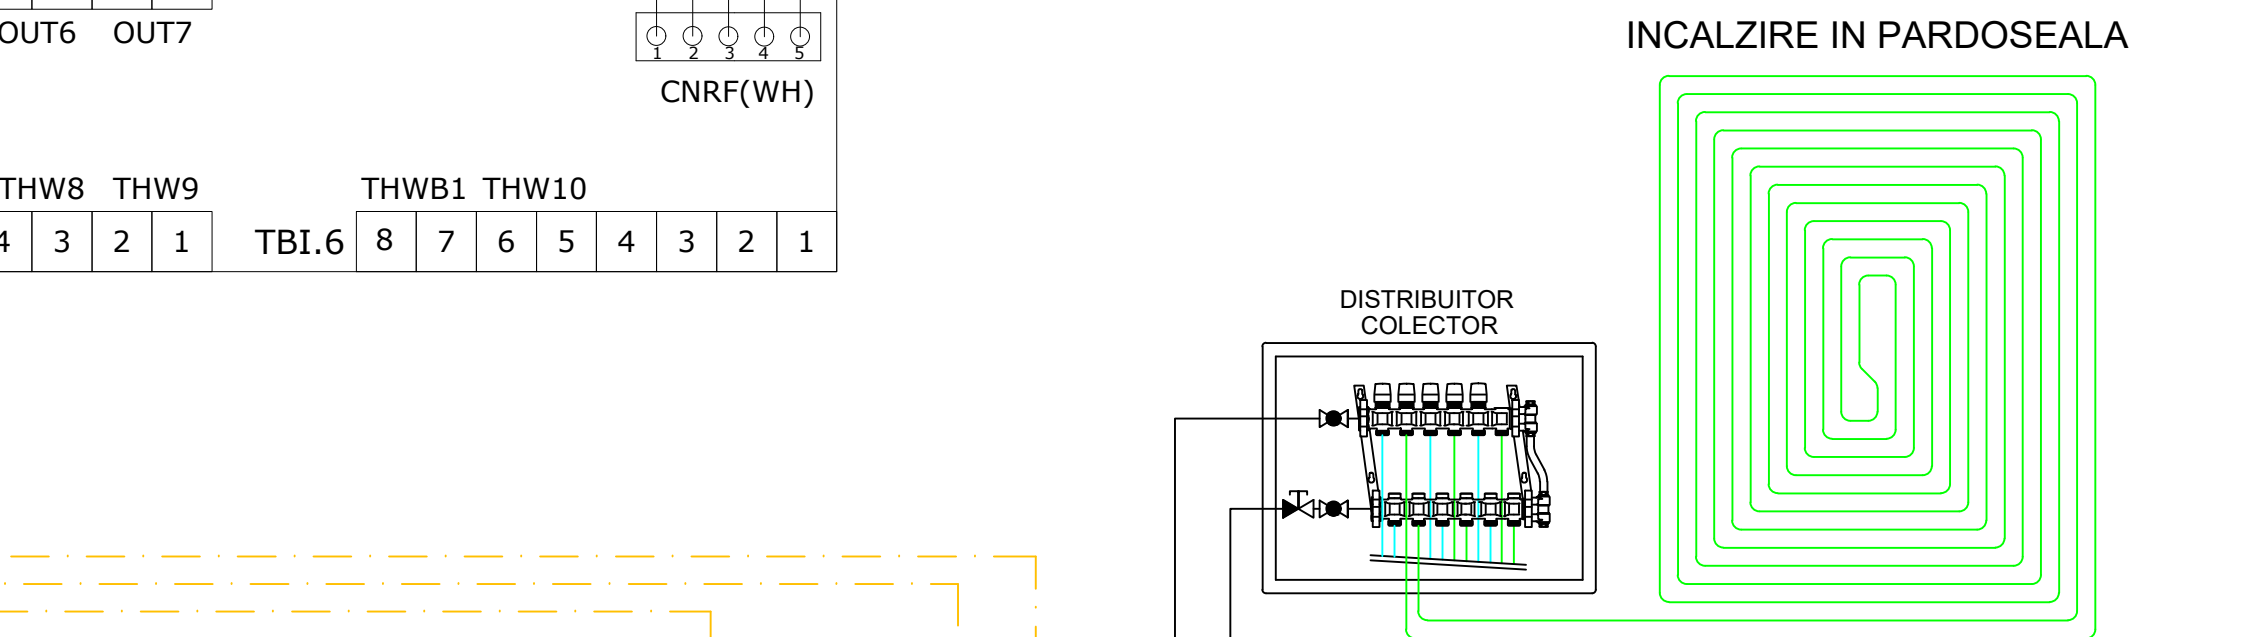 OUT6 OUT7
1 2 3 4 5
CNRF(WH)
INCALZIRE IN PARDOSEALA
THW8 THW9 THWB1 THW10
4 3 2 1 TBI.6 8 7 6 5 4 3 2 1
DISTRIBUITOR
COLECTOR